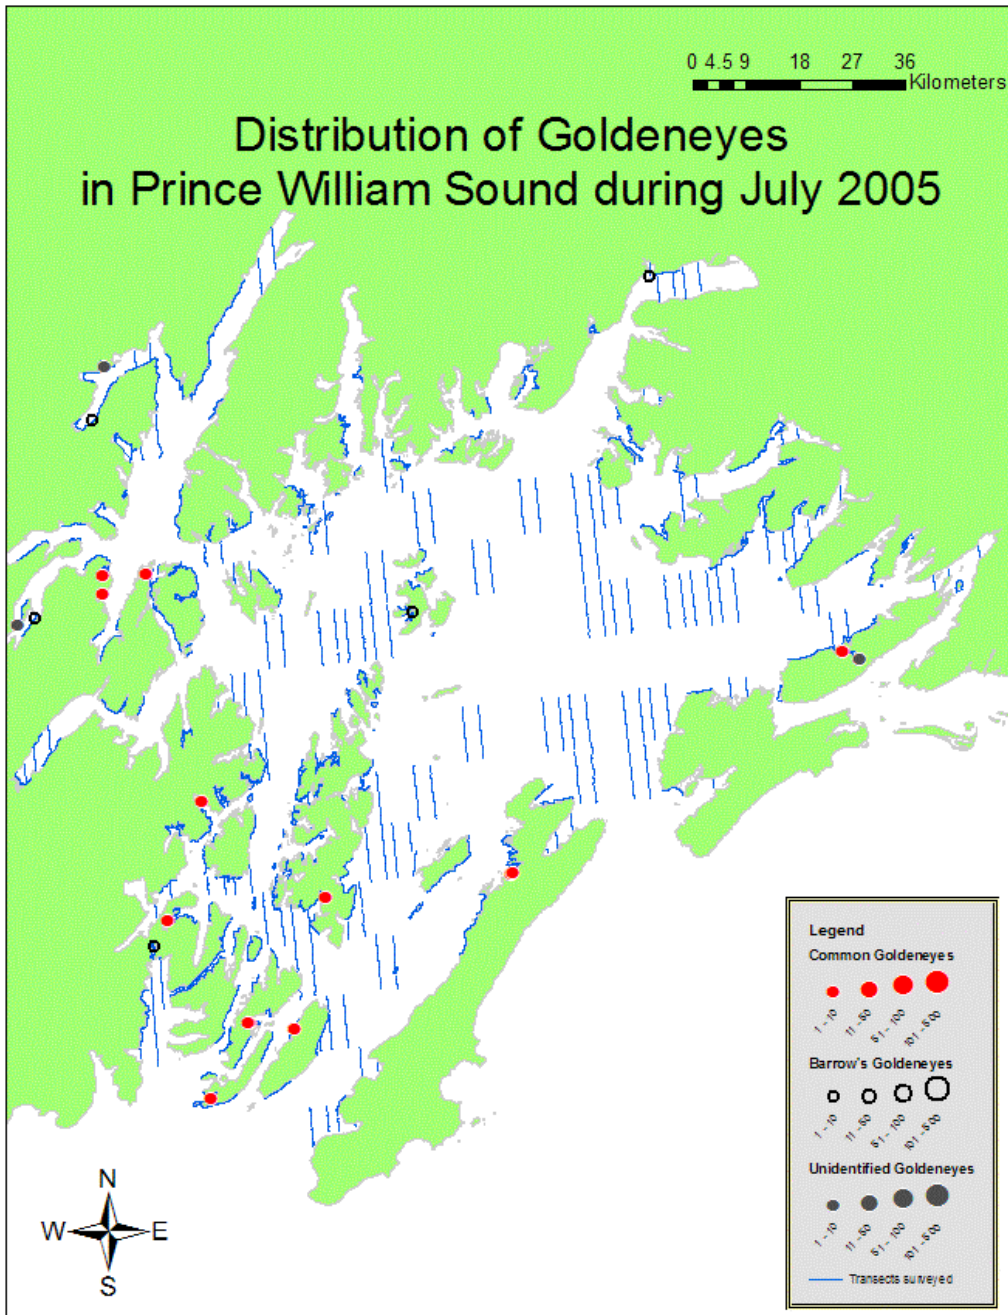 0 4.5 9 18 27 36
Kilometers
Distribution of Goldeneyes
in Prince William Sound during July 2005
Legend
Common Goldeneyes
1 - 10 11 - 50 51 - 100 101 - 500
Barrow's Goldeneyes
1 - 10 11 - 50 51 - 100 101 - 500
Unidentified Goldeneyes
1 - 10 11 - 50 51 - 100 101 - 500
Transects surveyed
N
W E
S